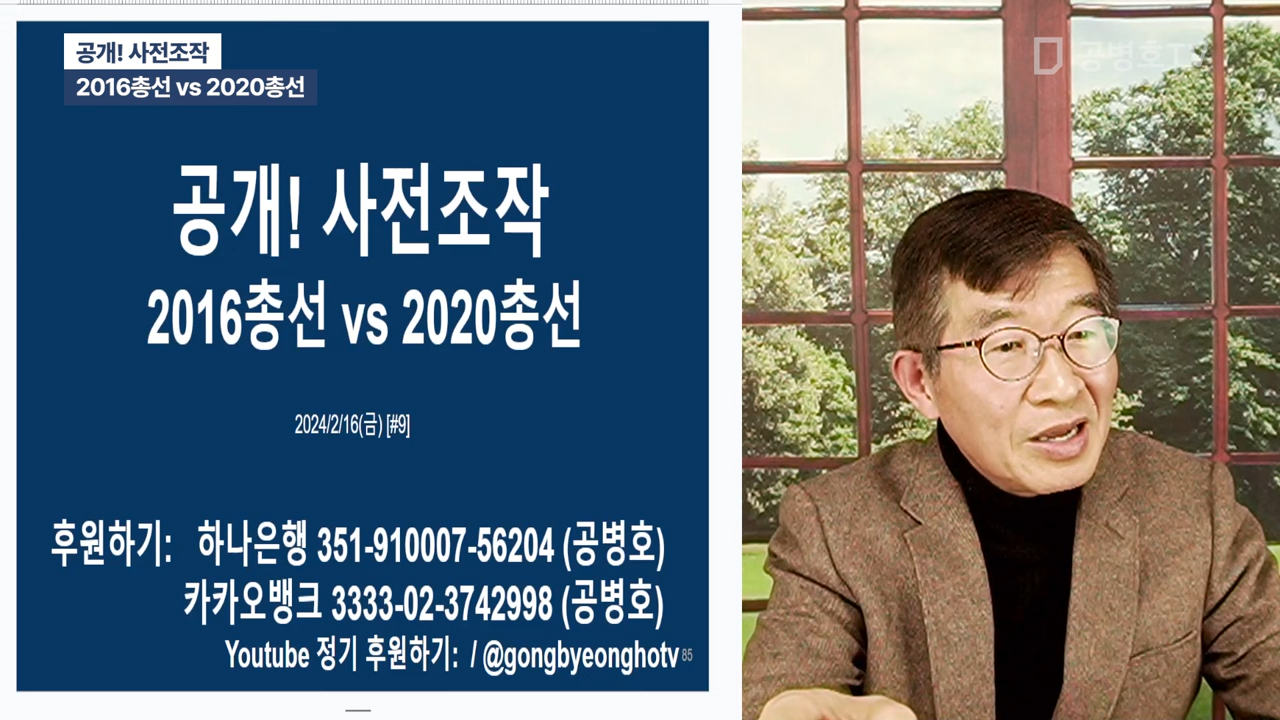 공개! 사전조작
2016총선 vs 2020총선
공병호TV
공개! 사전조작
2016총선 vs 2020총선
2024/2/16(금) [#9]
후원하기: 하나은행 351-910007-56204 (공병호)
카카오뱅크 3333-02-3742998 (공병호)
Youtube 정기 후원하기: / @gongbyeonghotv
85